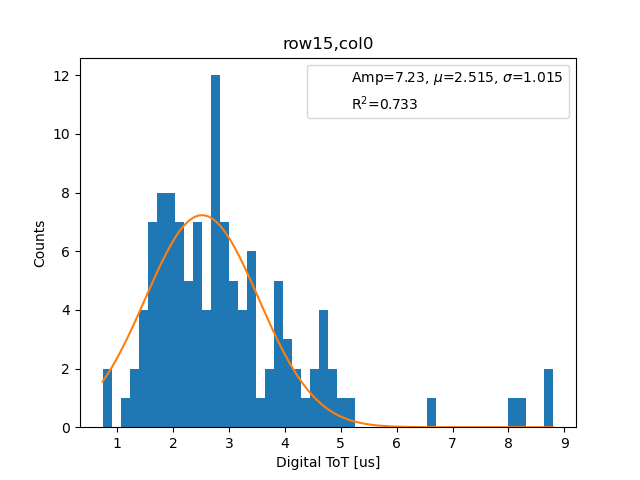 row15,col0
Amp=7.23, μ=2.515, σ=1.015
R²=0.733
Counts
12
10
8
6
4
2
0
1 2 3 4 5 6 7 8 9
Digital ToT [us]